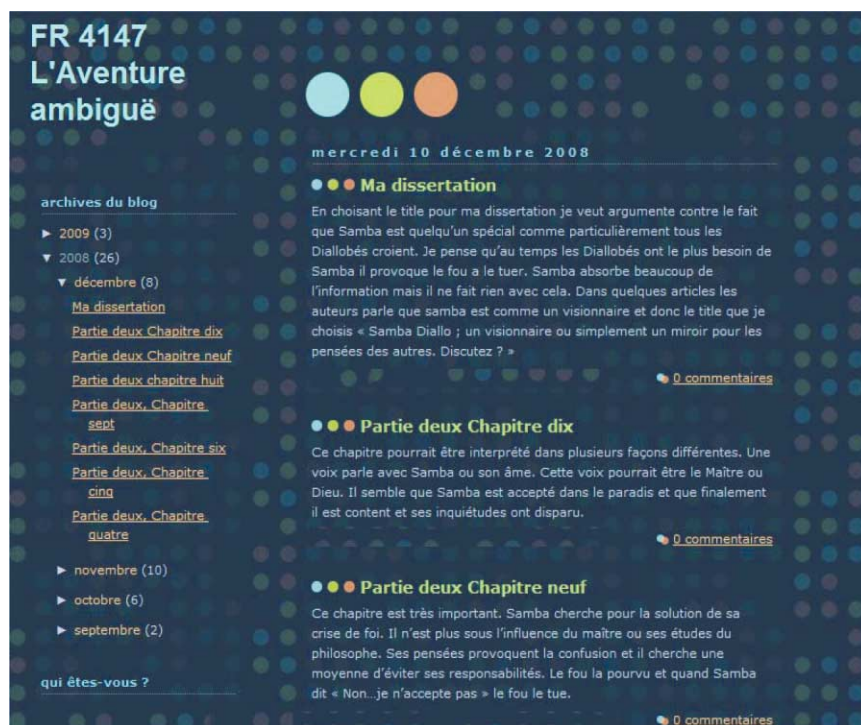 FR 4147
L'Aventure
ambiguë
archives du blog
► 2009 (3)
▼ 2008 (26)
▼ décembre (8)
Ma dissertation
Partie deux Chapitre dix
Partie deux Chapitre neuf
Partie deux chapitre huit
Partie deux, Chapitre
sept
Partie deux, Chapitre six
Partie deux, Chapitre
cinq
Partie deux, Chapitre
quatre
► novembre (10)
► octobre (6)
► septembre (2)
qui êtes-vous ?
mercredi 10 décembre 2008
Ma dissertation
En choisant le title pour ma dissertation je veut argumente contre le fait
que Samba est quelqu'un spécial comme particulièrement tous les
Diallobés croient. Je pense qu'au temps les Diallobés ont le plus besoin de
Samba il provoque le fou a le tuer. Samba absorbe beaucoup de
l'information mais il ne fait rien avec cela. Dans quelques articles les
auteurs parle que samba est comme un visionnaire et donc le title que je
choisis « Samba Diallo ; un visionnaire ou simplement un miroir pour les
pensées des autres. Discutez ? »
0 commentaires
Partie deux Chapitre dix
Ce chapitre pourrait être interprété dans plusieurs façons différentes. Une
voix parle avec Samba ou son âme. Cette voix pourrait être le Maître ou
Dieu. Il semble que Samba est accepté dans le paradis et que finalement
il est content et ses inquiétudes ont disparu.
0 commentaires
Partie deux Chapitre neuf
Ce chapitre est très important. Samba cherche pour la solution de sa
crise de foi. Il n'est plus sous l'influence du maître ou ses études du
philosophe. Ses pensées provoquent la confusion et il cherche une
moyenne d'éviter ses responsabilités. Le fou la pourvu et quand Samba
dit « Non...je n'accepte pas » le fou le tue.
0 commentaires